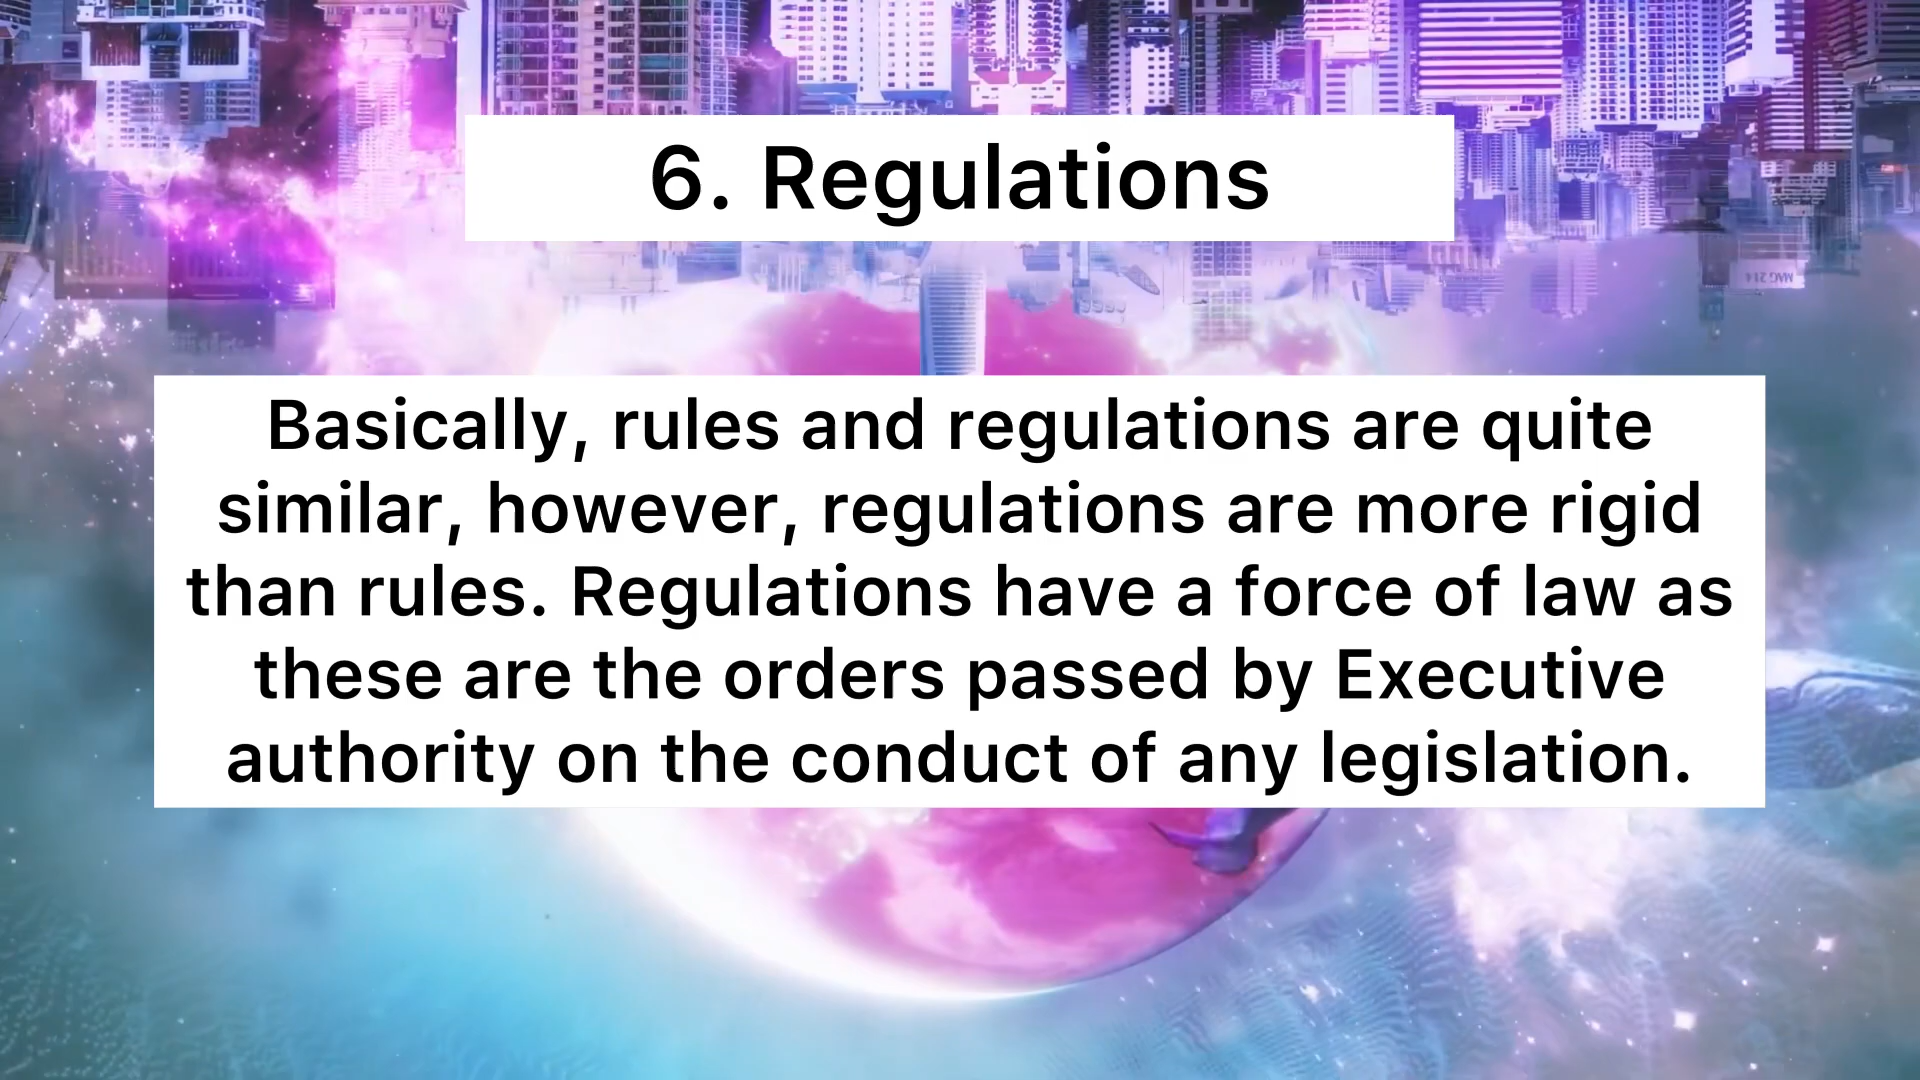 6. Regulations
Basically, rules and regulations are quite
similar, however, regulations are more rigid
than rules. Regulations have a force of law as
these are the orders passed by Executive
authority on the conduct of any legislation.